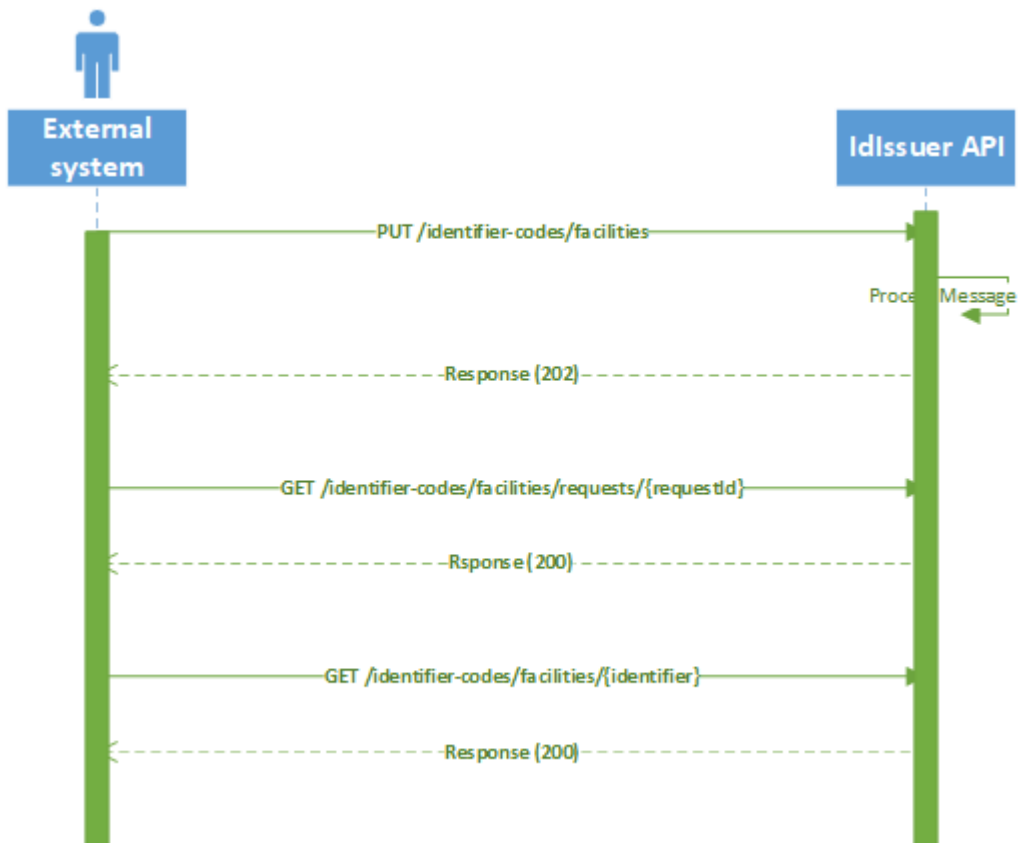 External
system
IdIssuer API
PUT /identifier-codes/facilities
Proce Message
Response (202)
GET /identifier-codes/facilities/requests/{requestId}
Rsponse (200)
GET /identifier-codes/facilities/{identifier}
Response (200)